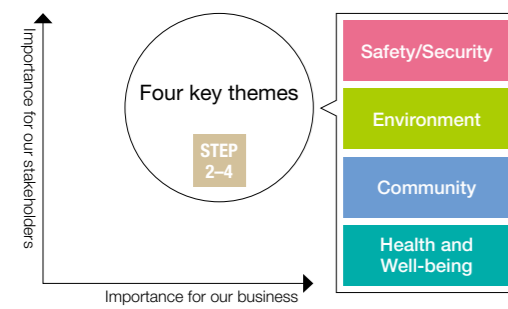 Importance for our stakeholders
Four key themes
STEP
2–4
Safety/Security
Environment
Community
Health and
Well-being
Importance for our business